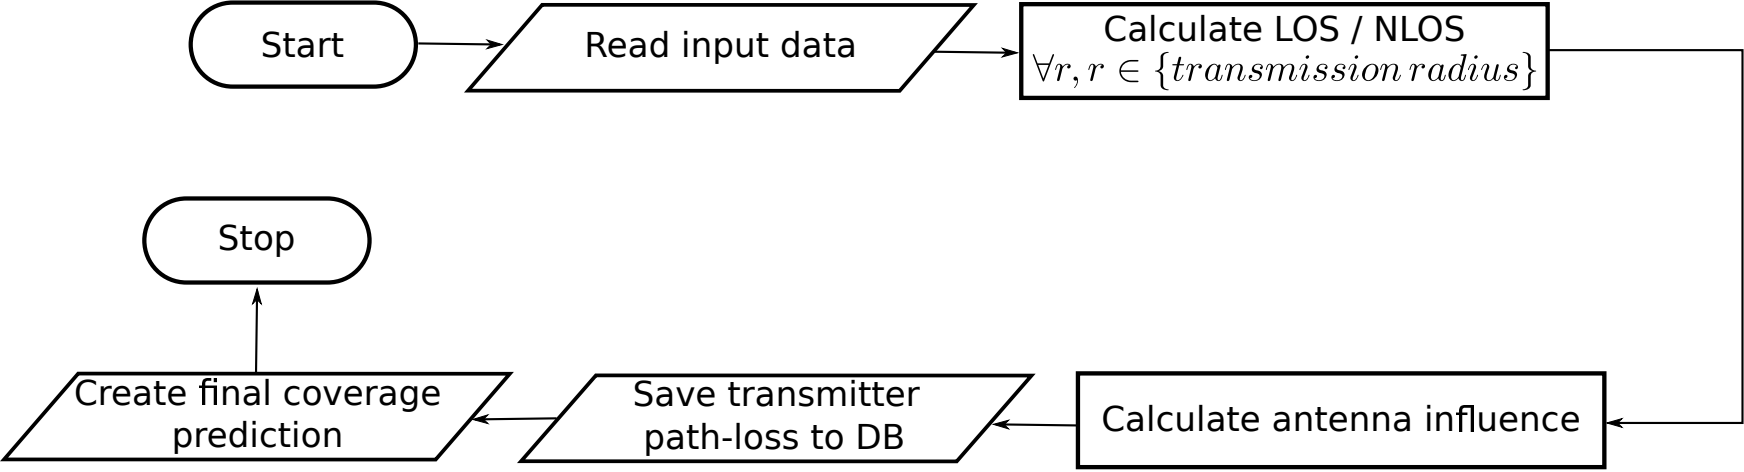 Start
Read input data
Calculate LOS / NLOS
∀r, r ∈ {transmission radius}
Stop
Create final coverage
prediction
Save transmitter
path-loss to DB
Calculate antenna influence